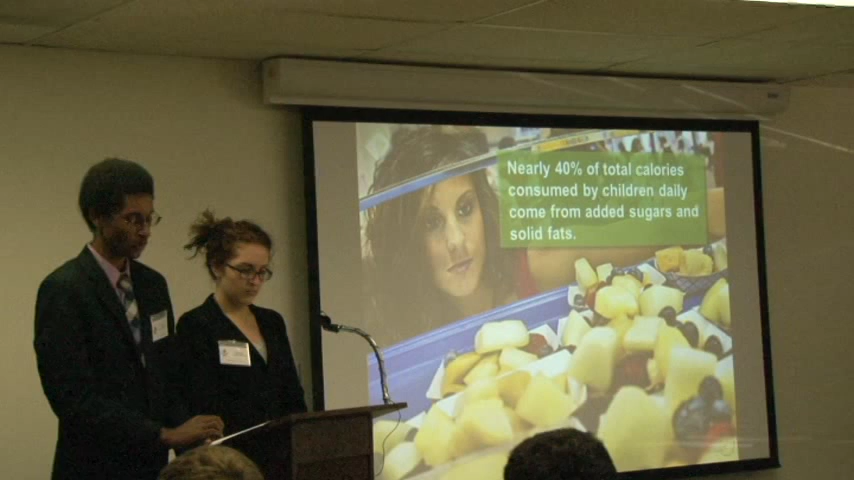 Nearly 40% of total calories
consumed by children daily
come from added sugars and
solid fats.